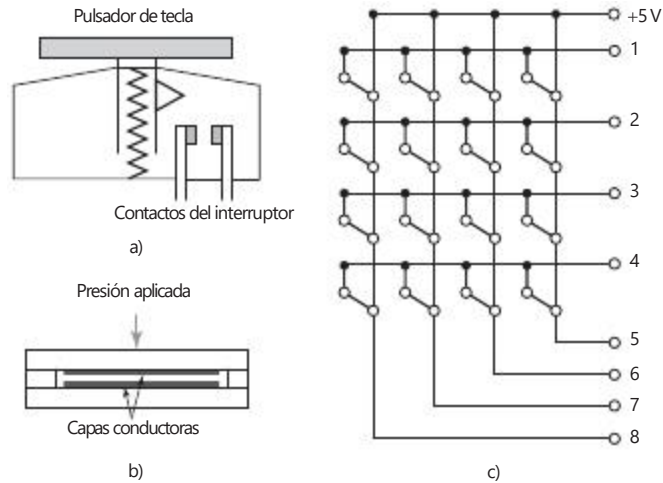 Pulsador de tecla
Contactos del interruptor
a)
Presión aplicada
Capas conductoras
b)
+5 V
1
2
3
4
5
6
7
8
c)